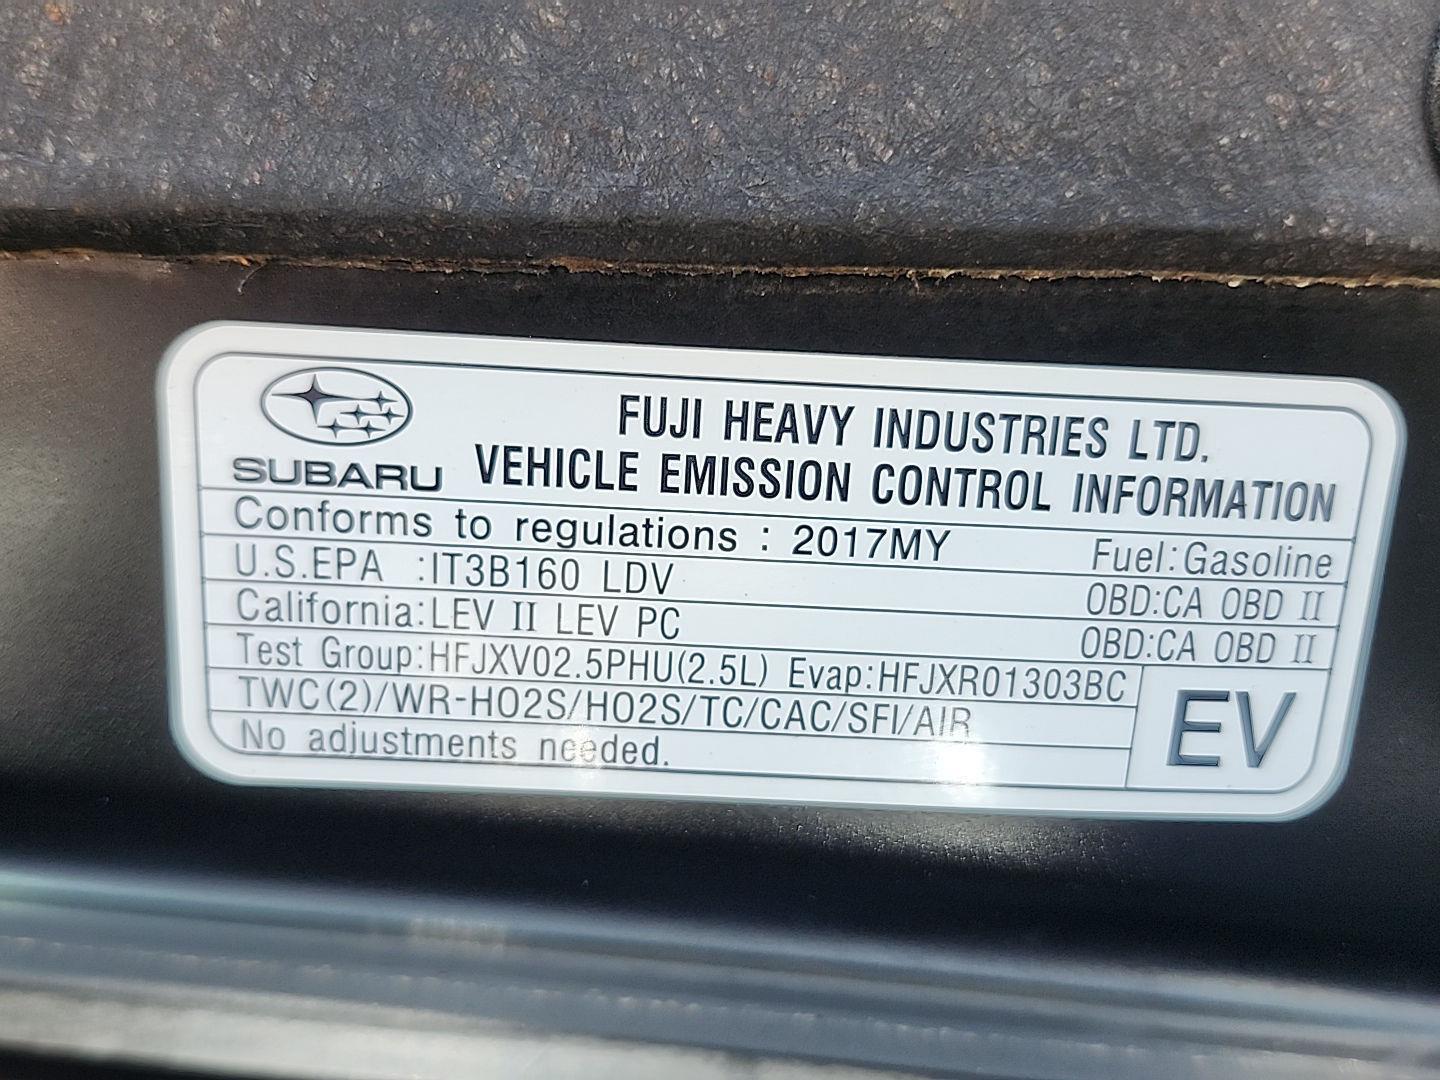 SUBARU
FUJI HEAVY INDUSTRIES LTD.
VEHICLE EMISSION CONTROL INFORMATION
Conforms to regulations : 2017MY Fuel:Gasoline
U.S.EPA :IT3B160 LDV OBD:CA OBD II
California:LEV II LEV PC OBD:CA OBD II
Test Group:HFJXV02.5PHU(2.5L) Evap:HFJXR01303BC
TWC(2)/WR-HO2S/HO2S/TC/CAC/SFI/AIR
No adjustments needed.
EV